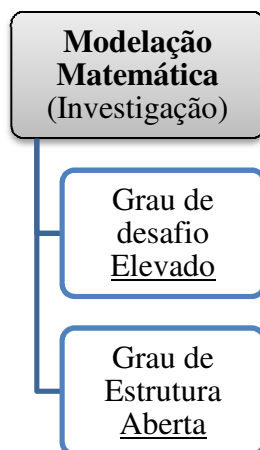 Modelação
Matemática
(Investigação)
Grau de
desafio
Elevado
Grau de
Estrutura
Aberta